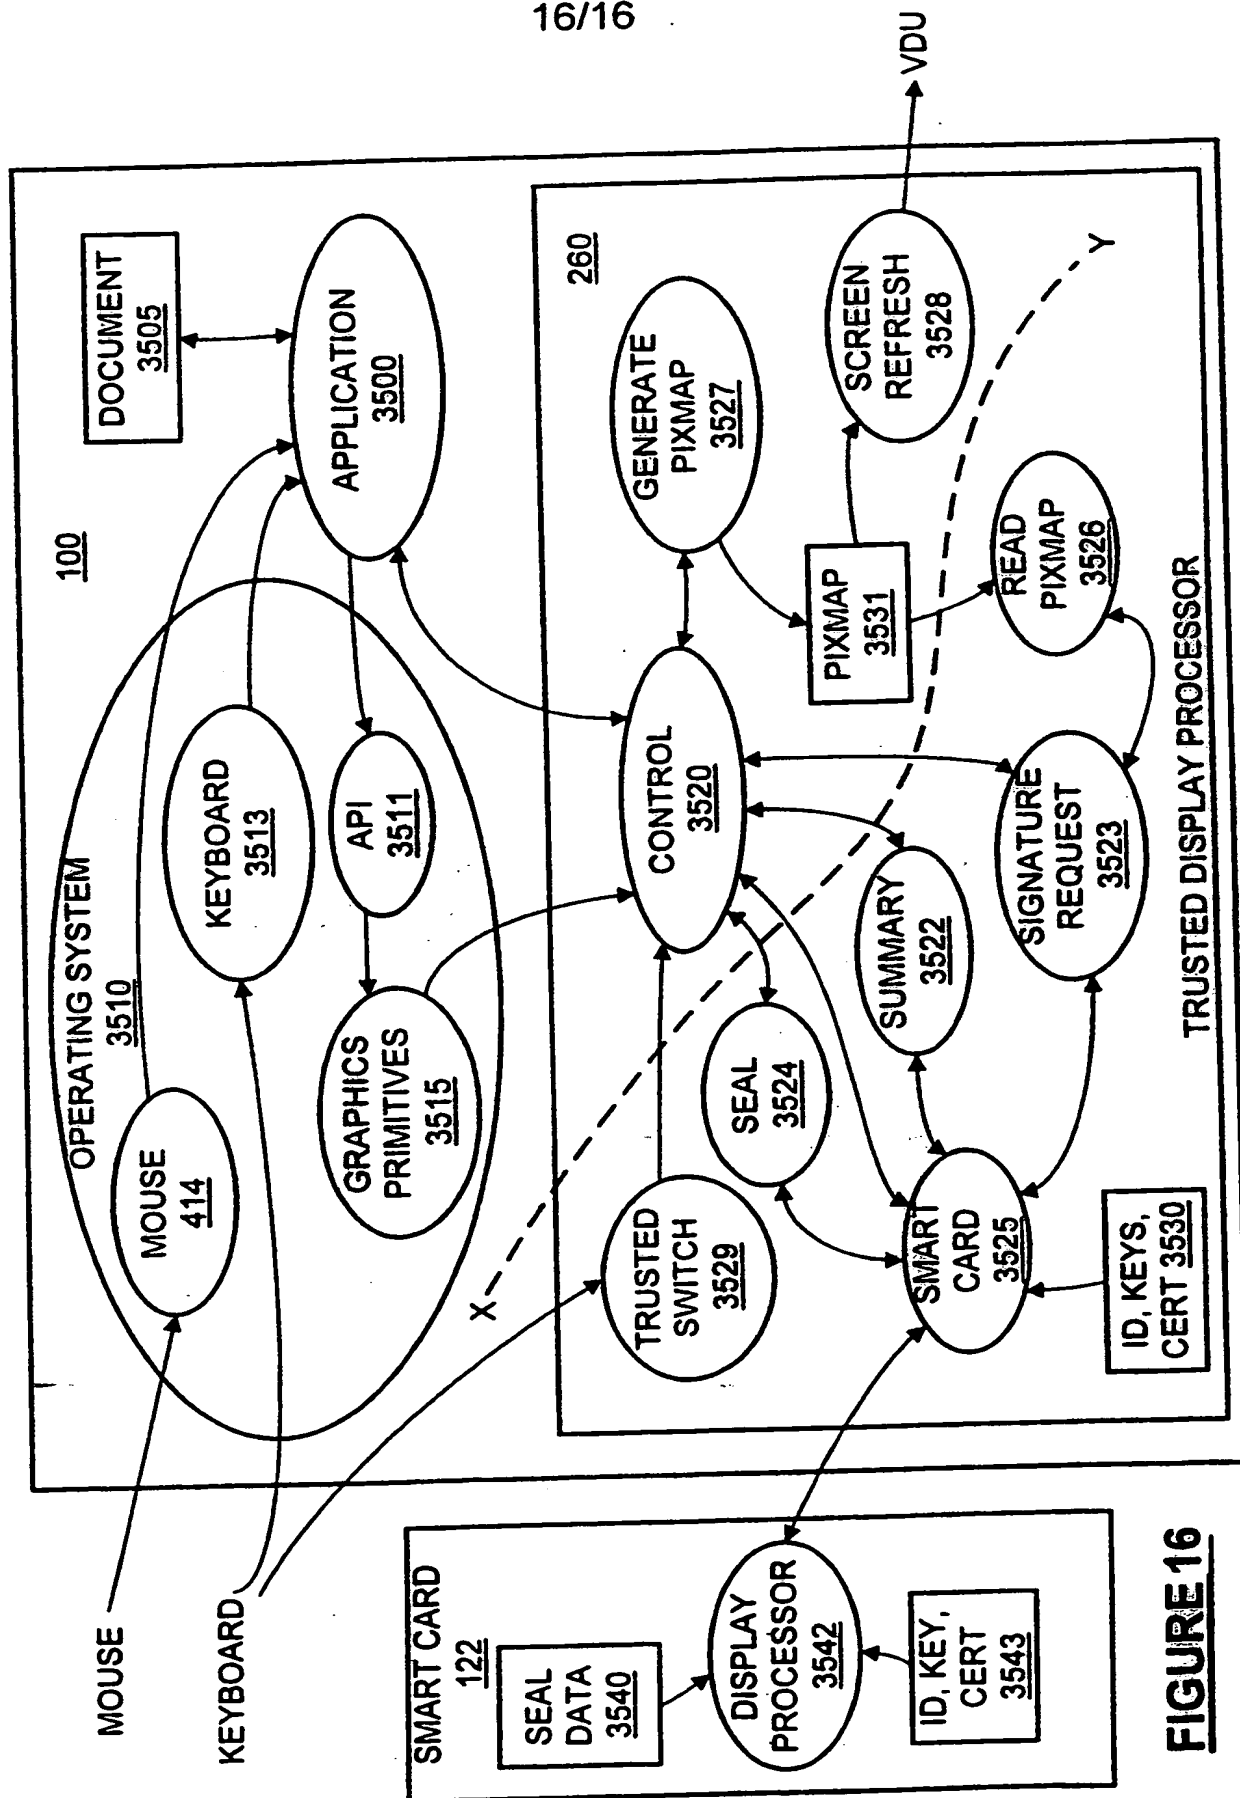 16/16
MOUSE
KEYBOARD
OPERATING SYSTEM
3510
MOUSE
414
KEYBOARD
3513
GRAPHICS
PRIMITIVES
3515
API
3511
100
DOCUMENT
3505
APPLICATION
3500
X
260
TRUSTED
SWITCH
3529
CONTROL
3520
GENERATE
PIXMAP
3527
SEAL
3524
PIXMAP
3531
SCREEN
REFRESH
3528
VDU
Y
SUMMARY
3522
SMART
CARD
3525
SIGNATURE
REQUEST
3523
READ
PIXMAP
3526
ID, KEYS,
CERT 3530
TRUSTED DISPLAY PROCESSOR
SMART CARD
122
SEAL
DATA
3540
DISPLAY
PROCESSOR
3542
ID, KEY,
CERT
3543
FIGURE 16